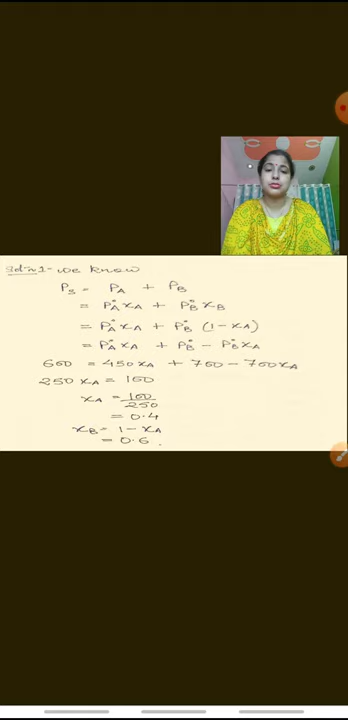 Soln 1- we know
Ps = PA + PB
= P°A xA + P°B xB
= P°A xA + P°B (1 - xA)
= P°A xA + P°B - P°B xA
600 = 450 xA + 700 - 700 xA
250 xA = 100
xA = 100/250
= 0.4
xB = 1 - xA
= 0.6.